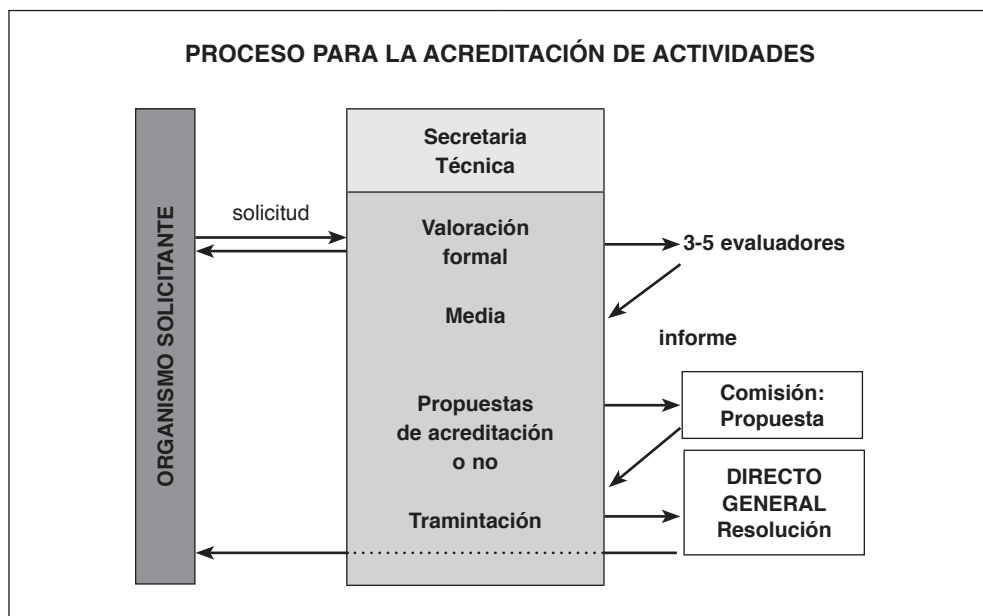 PROCESO PARA LA ACREDITACIÓN DE ACTIVIDADES
ORGANISMO SOLICITANTE
solicitud
Secretaria
Técnica
Valoración
formal
3-5 evaluadores
Media
informe
Propuestas
de acreditación
o no
Comisión:
Propuesta
Tramintación
DIRECTO
GENERAL
Resolución